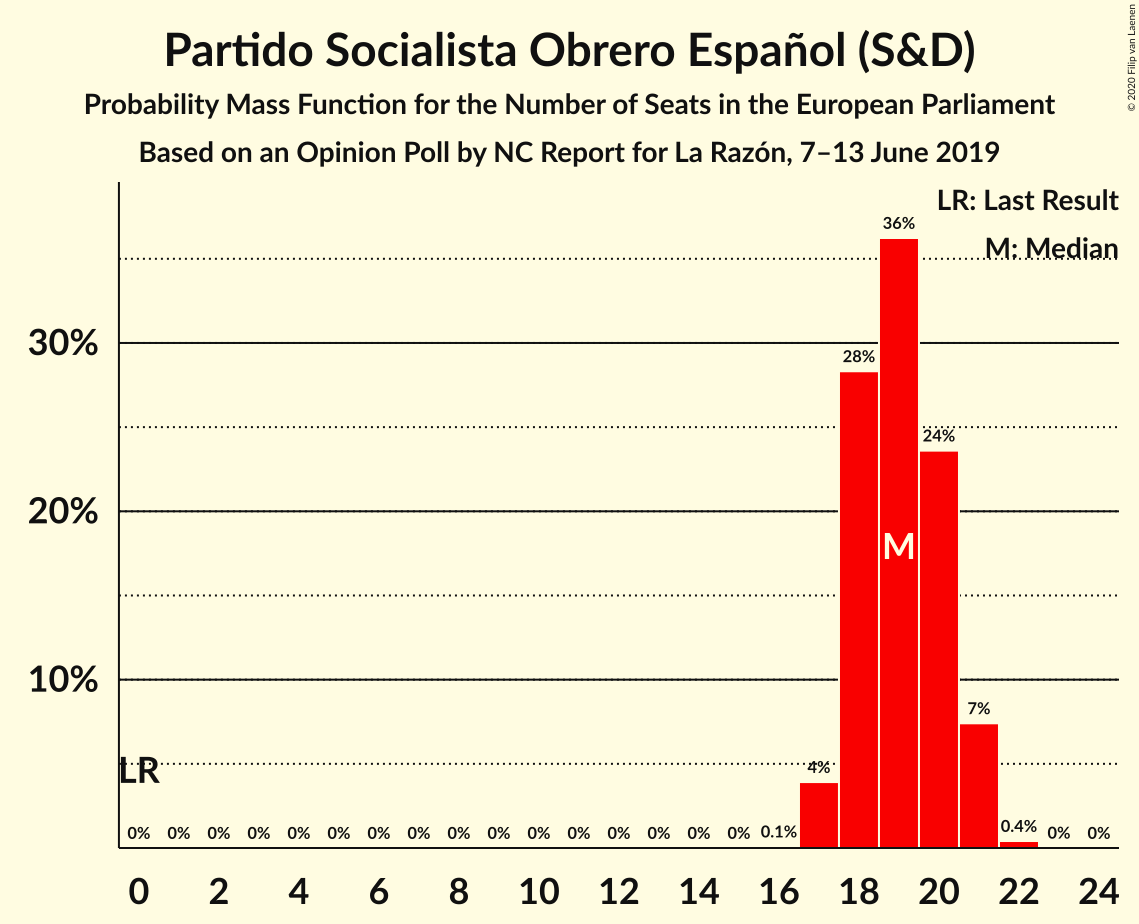 Partido Socialista Obrero Español (S&D)
Probability Mass Function for the Number of Seats in the European Parliament
Based on an Opinion Poll by NC Report for La Razón, 7–13 June 2019
© 2020 Filip van Laenen
LR: Last Result
M: Median
36%
30%
28%
24%
20%
M
10%
7%
LR
4%
0% 0% 0% 0% 0% 0% 0% 0% 0% 0% 0% 0% 0% 0% 0% 0% 0.1% 0.4% 0% 0%
0 2 4 6 8 10 12 14 16 18 20 22 24